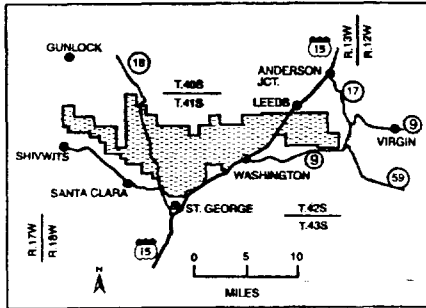 GUNLOCK
18
15
R.13W
R.12W
T.40S
T.41S
ANDERSON
JCT.
LEEDS
17
9
VIRGIN
SHIVWITS
WASHINGTON
9
SANTA CLARA
59
ST. GEORGE
T.42S
T.43S
R.17W
R.16W
15
N
0 5 10
MILES